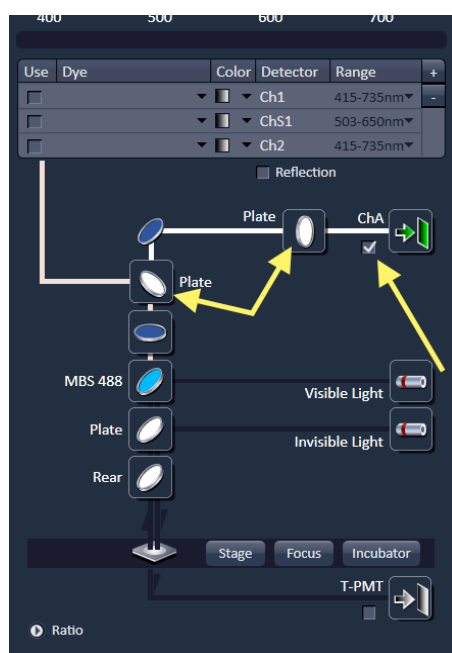 400 500 600 700
Use Dye Color Detector Range +
Ch1 415-735nm -
ChS1 503-650nm
Ch2 415-735nm
Reflection
Plate ChA
Plate
MBS 488
Visible Light
Plate
Invisible Light
Rear
Stage Focus Incubator
T-PMT
Ratio